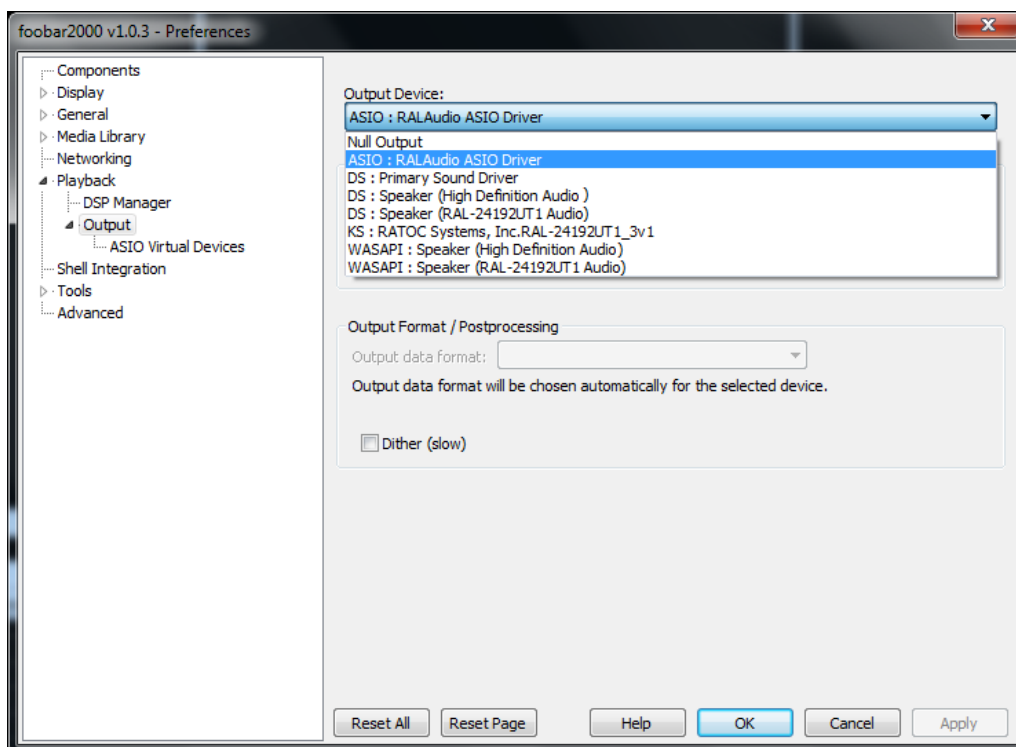 foobar2000 v1.0.3 - Preferences
Components
Display
General
Media Library
Networking
Playback
DSP Manager
Output
ASIO Virtual Devices
Shell Integration
Tools
Advanced
Output Device:
ASIO : RALAudio ASIO Driver
Null Output
ASIO : RALAudio ASIO Driver
DS : Primary Sound Driver
DS : Speaker (High Definition Audio )
DS : Speaker (RAL-24192UT1 Audio)
KS : RATOC Systems, Inc.RAL-24192UT1_3v1
WASAPI : Speaker (High Definition Audio)
WASAPI : Speaker (RAL-24192UT1 Audio)
Output Format / Postprocessing
Output data format:
Output data format will be chosen automatically for the selected device.
Dither (slow)
Reset All
Reset Page
Help
OK
Cancel
Apply